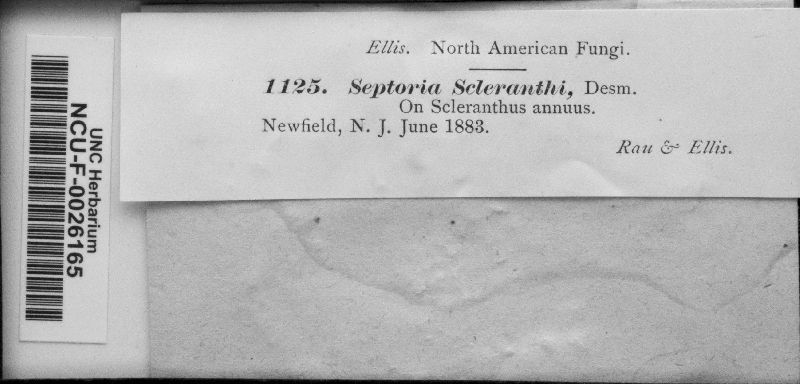 Ellis. North American Fungi.
1125. Septoria Scleranthi, Desm.
On Scleranthus annuus.
Newfield, N. J. June 1883.
Rau & Ellis.
UNC Herbarium
NCU-F-0026165